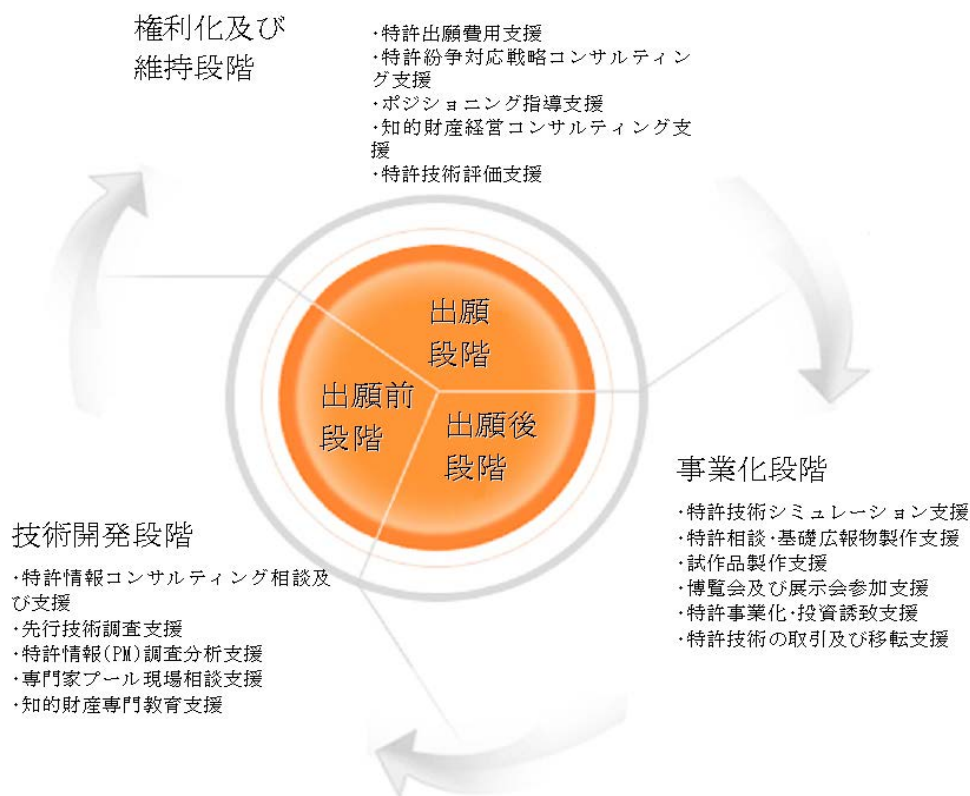 権利化及び
維持段階
・特許出願費用支援
・特許紛争対応戦略コンサルティン
グ支援
・ポジショニング指導支援
・知的財産経営コンサルティング支
援
・特許技術評価支援
出願
段階
出願前
段階
出願後
段階
事業化段階
・特許技術シミュレーション支援
・特許相談・基礎広報物製作支援
・試作品製作支援
・博覧会及び展示会参加支援
・特許事業化・投資誘致支援
・特許技術の取引及び移転支援
技術開発段階
・特許情報コンサルティング相談及
び支援
・先行技術調査支援
・特許情報(PM)調査分析支援
・専門家プール現場相談支援
・知的財産専門教育支援